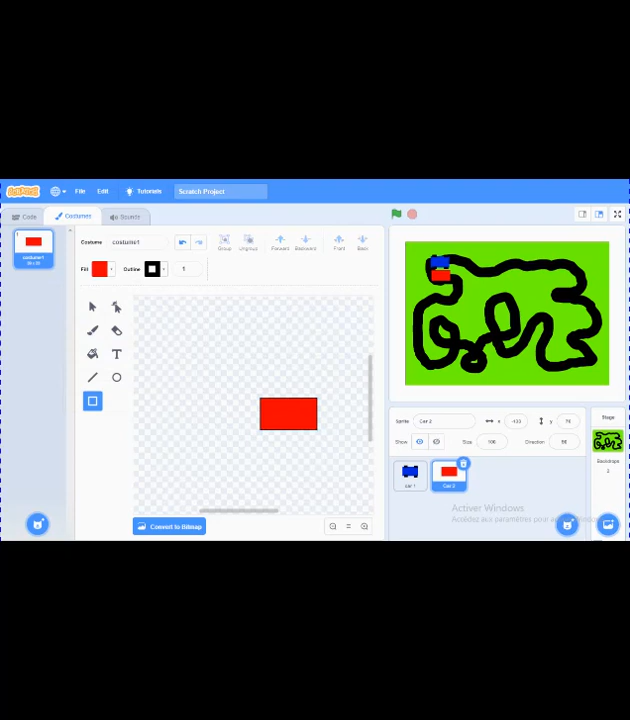 SCRATCH File Edit Tutorials Scratch Project
Code Costumes Sounds
1
costume1
Costume costume1
Group Ungroup Forward Backward Front Back
Fill Outline 1
T
Convert to Bitmap
Sprite Car 2 x -133 y 76
Show Size 100 Direction 90
car 1 Car 2
Stage
Backdrops
2
Activer Windows
Accédez aux paramètres pour activer Windows